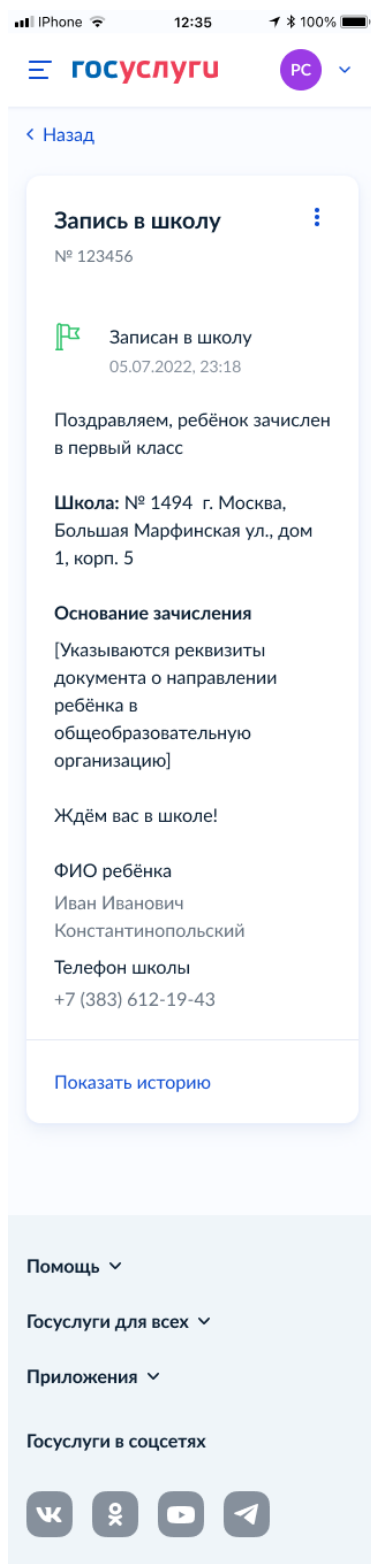 IPhone 12:35 100%
госуслуги РС
Назад
Запись в школу
№ 123456
Записан в школу
05.07.2022, 23:18
Поздравляем, ребёнок зачислен
в первый класс
Школа: № 1494 г. Москва,
Большая Марфинская ул., дом
1, корп. 5
Основание зачисления
[Указываются реквизиты
документа о направлении
ребёнка в
общеобразовательную
организацию]
Ждём вас в школе!
ФИО ребёнка
Иван Иванович
Константинопольский
Телефон школы
+7 (383) 612-19-43
Показать историю
Помощь
Госуслуги для всех
Приложения
Госуслуги в соцсетях